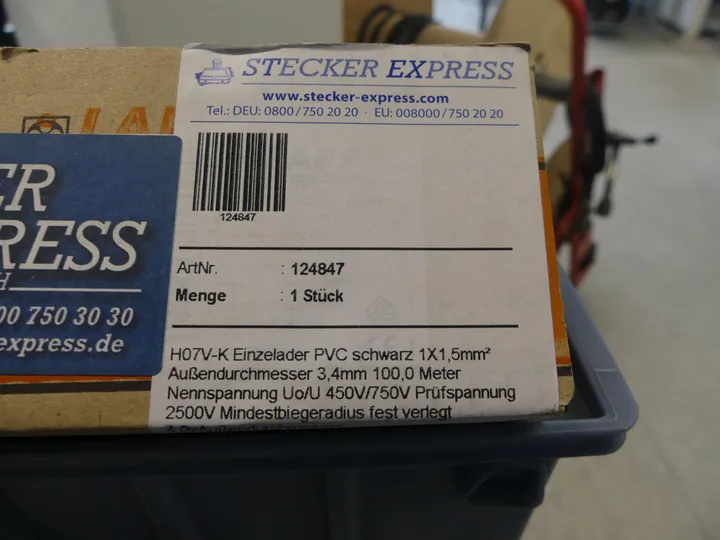 STECKER EXPRESS
www.stecker-express.com
Tel.: DEU: 0800/750 20 20 · EU: 008000/750 20 20
124847
ArtNr. : 124847
Menge : 1 Stück
H07V-K Einzelader PVC schwarz 1X1,5mm²
Außendurchmesser 3,4mm 100,0 Meter
Nennspannung Uo/U 450V/750V Prüfspannung
2500V Mindestbiegeradius fest verlegt
ER
RESS
H
00 750 30 30
express.de